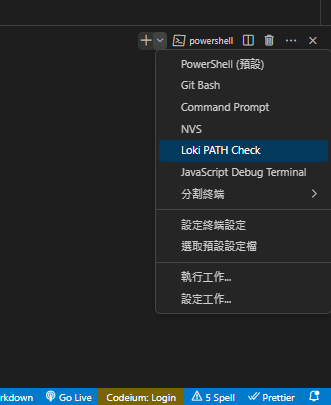 powershell
PowerShell (預設)
Git Bash
Command Prompt
NVS
Loki PATH Check
JavaScript Debug Terminal
分割終端
設定終端設定
選取預設設定檔
執行工作...
設定工作...
rkdown Go Live Codeium: Login 5 Spell Prettier